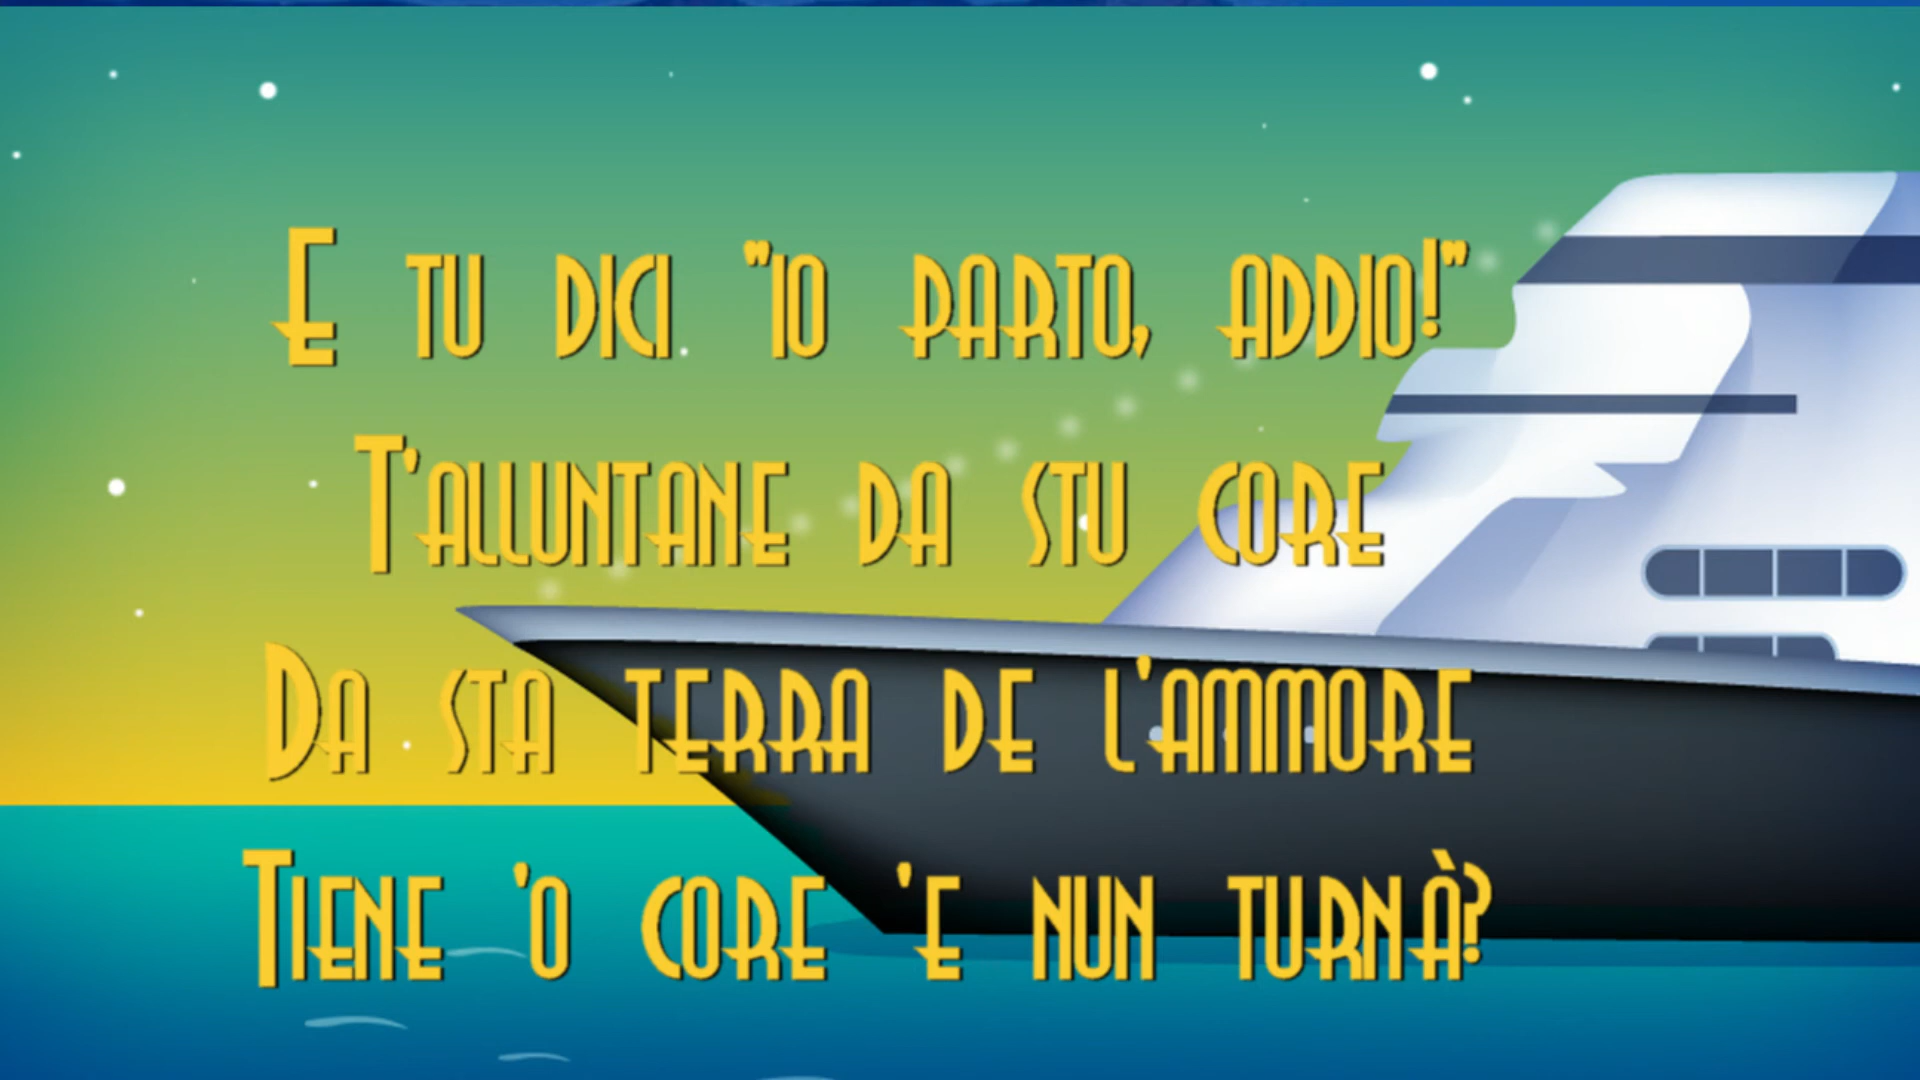 E tu dici "io parto, addio!"
T'alluntane da stu core
Da sta terra de l'ammore
Tiene 'o core 'e nun turnà?